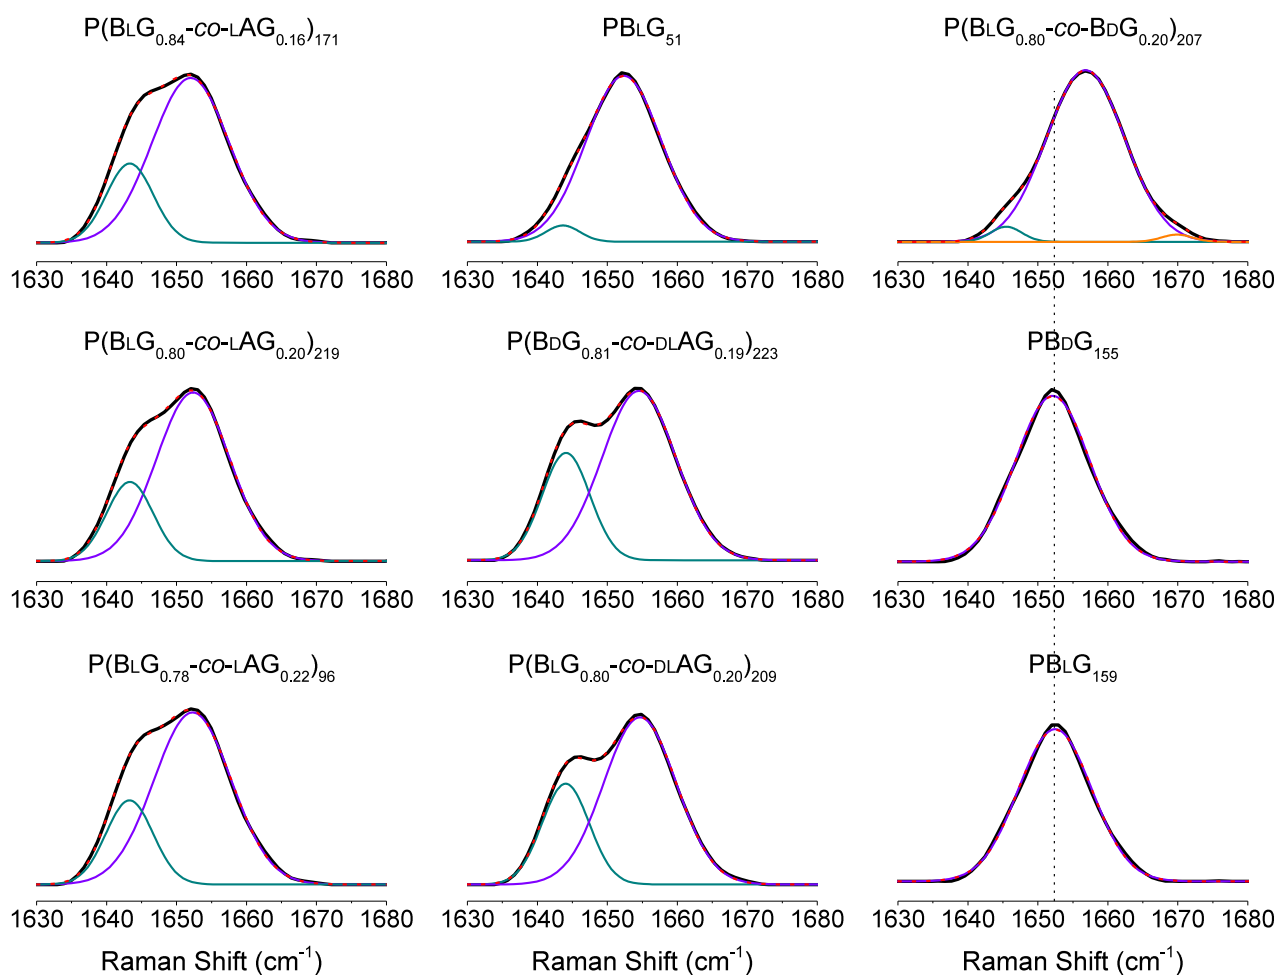 P(BLG0.84-co-LAG0.16)171
PBLG51
P(BLG0.80-co-BDG0.20)207
1630 1640 1650 1660 1670 1680
1630 1640 1650 1660 1670 1680
1630 1640 1650 1660 1670 1680
P(BLG0.80-co-LAG0.20)219
P(BDG0.81-co-DLAG0.19)223
PBDG155
1630 1640 1650 1660 1670 1680
1630 1640 1650 1660 1670 1680
1630 1640 1650 1660 1670 1680
P(BLG0.78-co-LAG0.22)96
P(BLG0.80-co-DLAG0.20)209
PBLG159
1630 1640 1650 1660 1670 1680
1630 1640 1650 1660 1670 1680
1630 1640 1650 1660 1670 1680
Raman Shift (cm-1)
Raman Shift (cm-1)
Raman Shift (cm-1)